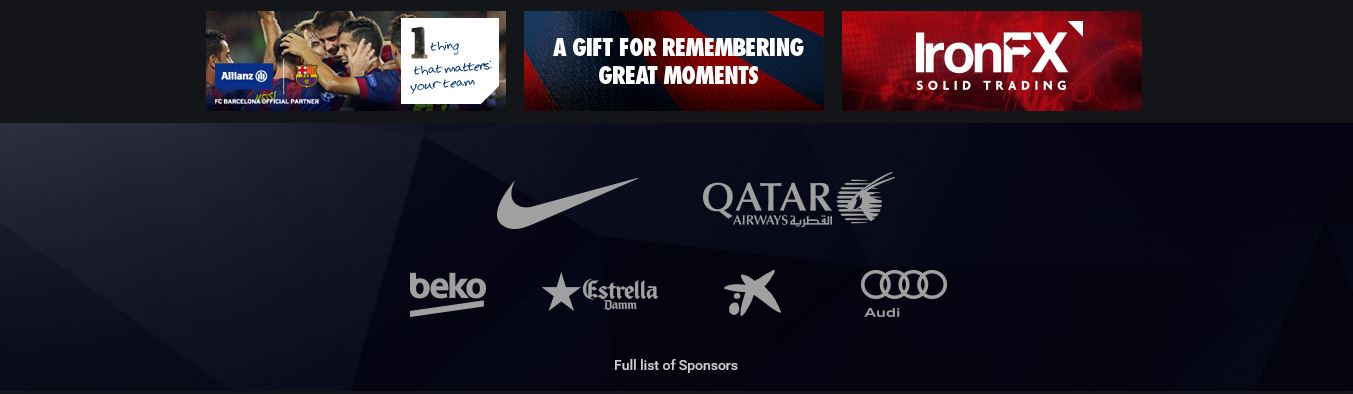 1 thing
that matters:
your team
Allianz
FCB
FC BARCELONA OFFICIAL PARTNER
A GIFT FOR REMEMBERING
GREAT MOMENTS
IronFX
SOLID TRADING
QATAR
AIRWAYS القطرية
beko
Estrella
Damm
Audi
Full list of Sponsors